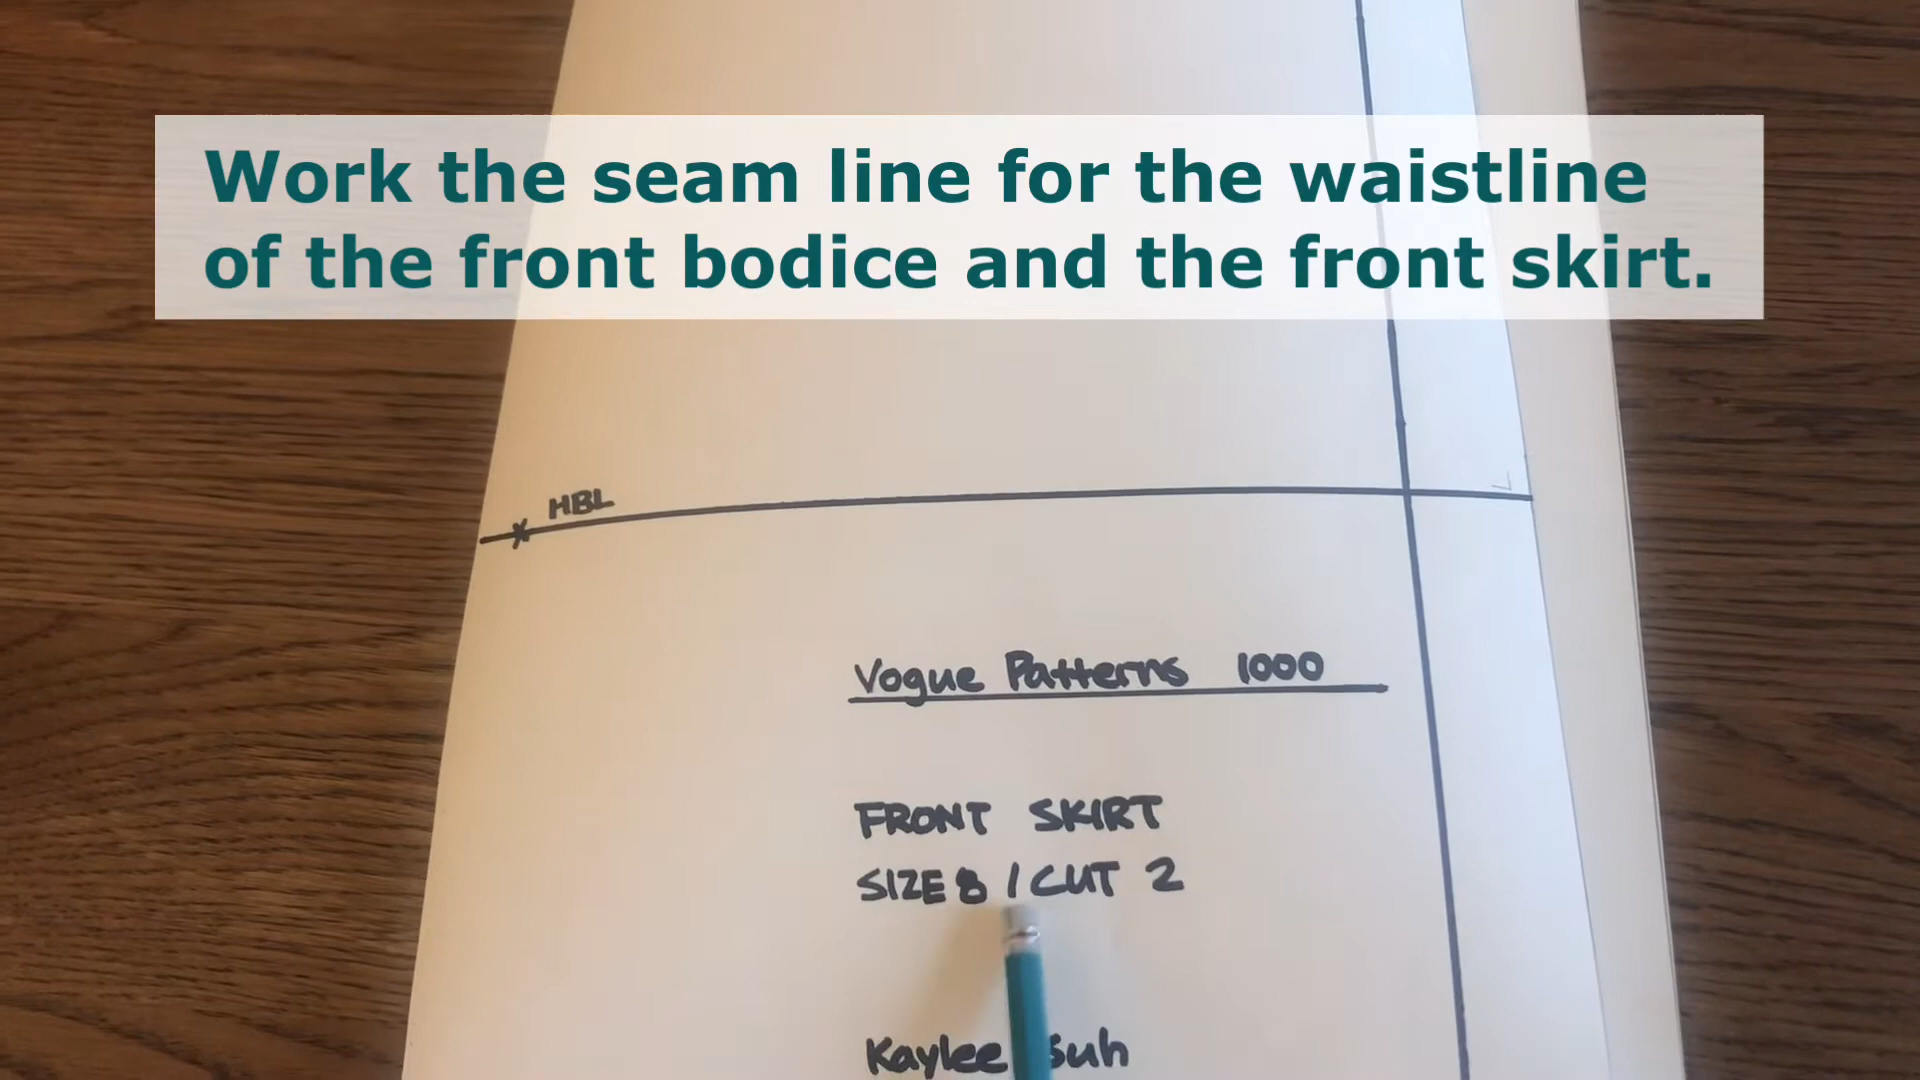 Work the seam line for the waistline
of the front bodice and the front skirt.
HBL
Vogue Patterns 1000
FRONT SKIRT
SIZE 8 / CUT 2
Kaylee Suh